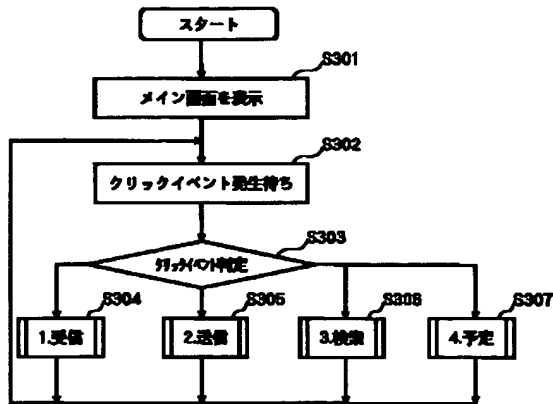 スタート
S301
メイン画面を表示
S302
クリックイベント発生待ち
S303
クリックイベント判定
S304
1.受信
S305
2.送信
S306
3.検索
S307
4.予定